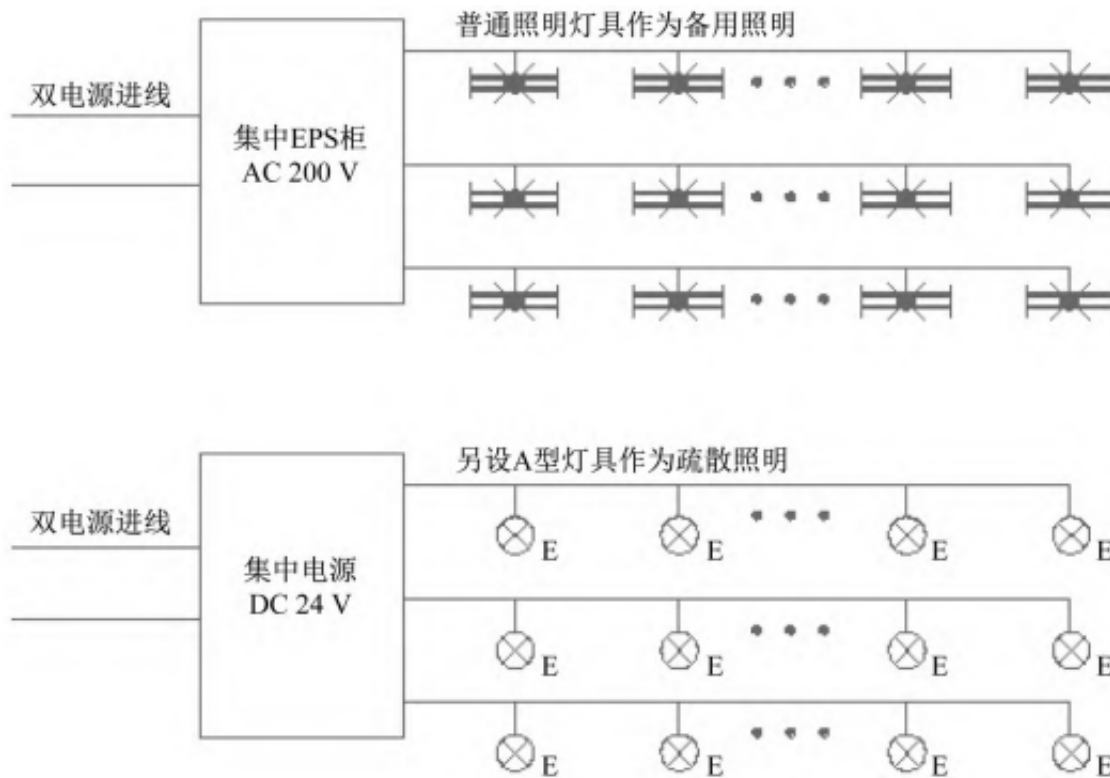 普通照明灯具作为备用照明
双电源进线
集中EPS柜
AC 200 V
另设A型灯具作为疏散照明
双电源进线
集中电源
DC 24 V
E E E E
E E E E
E E E E